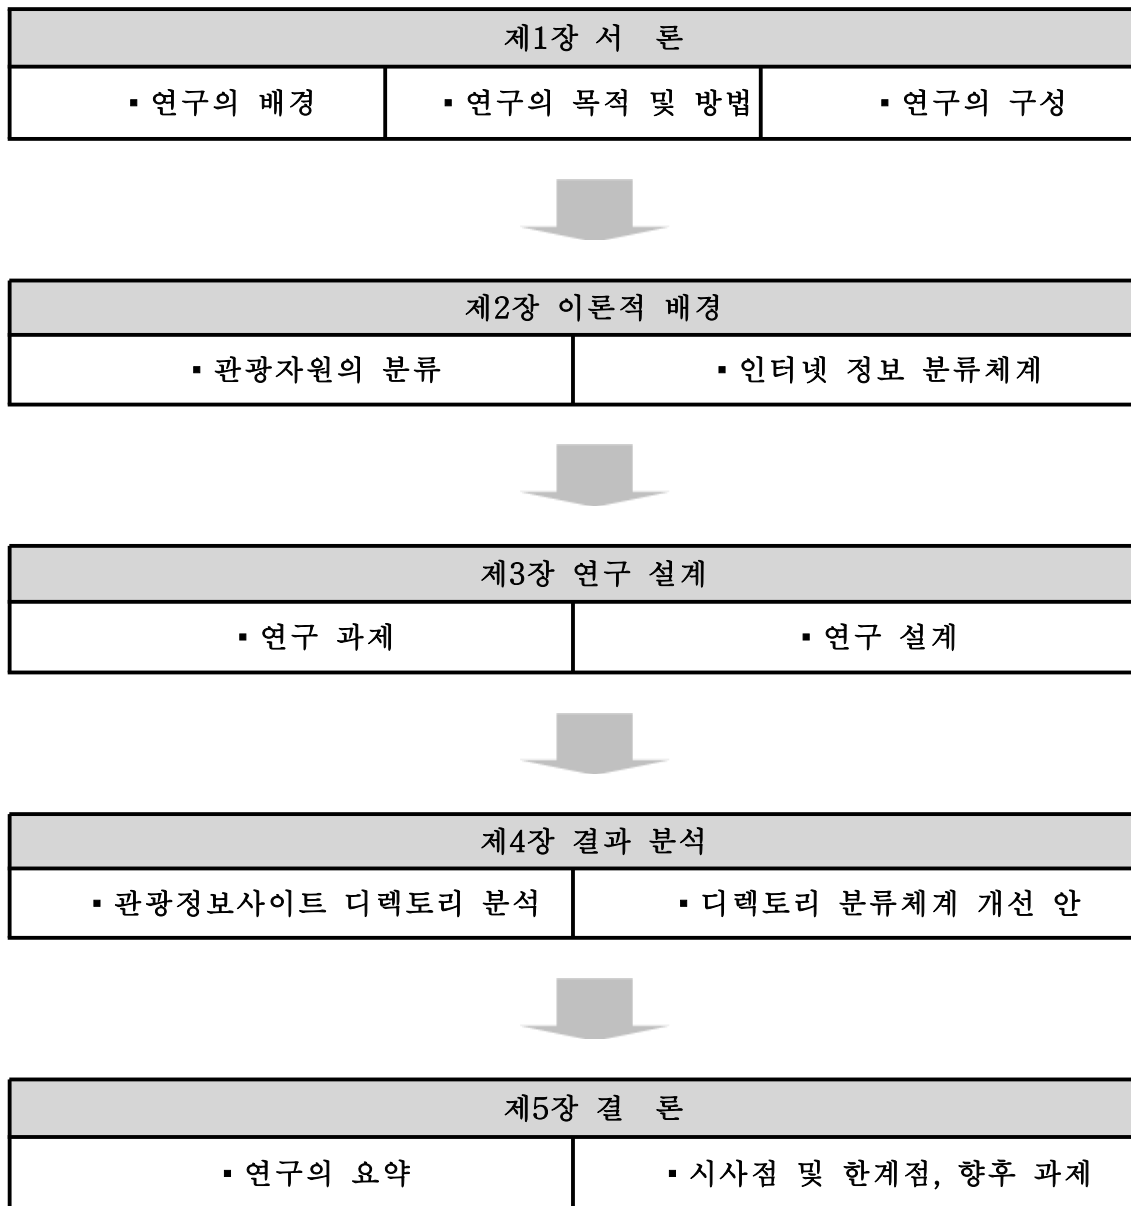 제1장 서 론
▪ 연구의 배경 ▪ 연구의 목적 및 방법 ▪ 연구의 구성
제2장 이론적 배경
▪ 관광자원의 분류 ▪ 인터넷 정보 분류체계
제3장 연구 설계
▪ 연구 과제 ▪ 연구 설계
제4장 결과 분석
▪ 관광정보사이트 디렉토리 분석 ▪ 디렉토리 분류체계 개선 안
제5장 결 론
▪ 연구의 요약 ▪ 시사점 및 한계점, 향후 과제